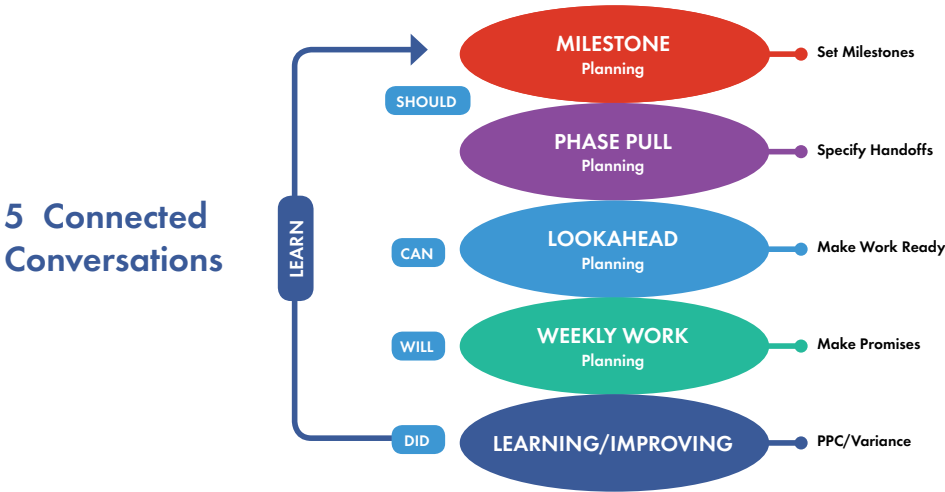 MILESTONE
Planning
Set Milestones
SHOULD
PHASE PULL
Planning
Specify Handoffs
5 Connected
Conversations
LEARN
CAN
LOOKAHEAD
Planning
Make Work Ready
WILL
WEEKLY WORK
Planning
Make Promises
DID
LEARNING/IMPROVING
PPC/Variance